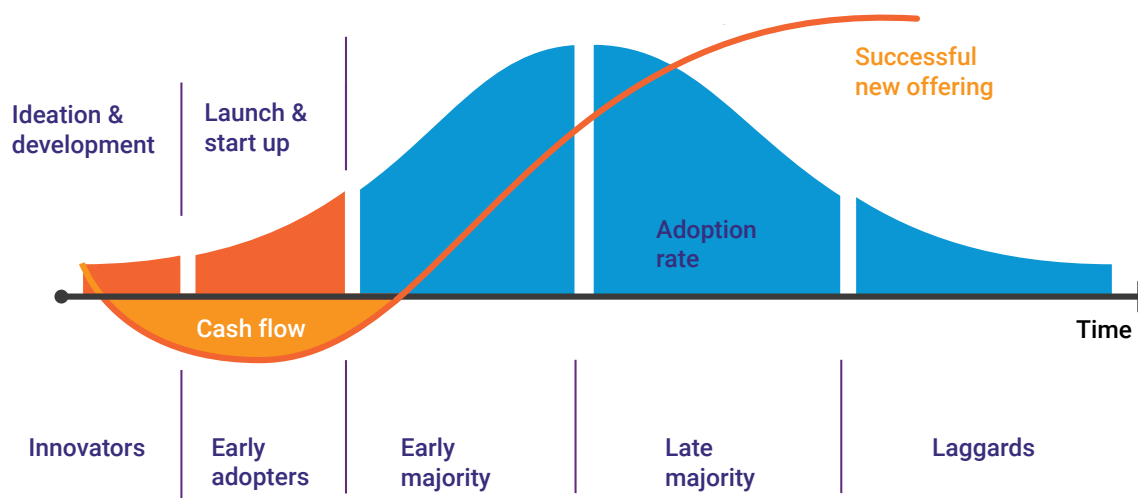 Ideation &
development
Launch &
start up
Successful
new offering
Adoption
rate
Cash flow
Time
Innovators
Early
adopters
Early
majority
Late
majority
Laggards